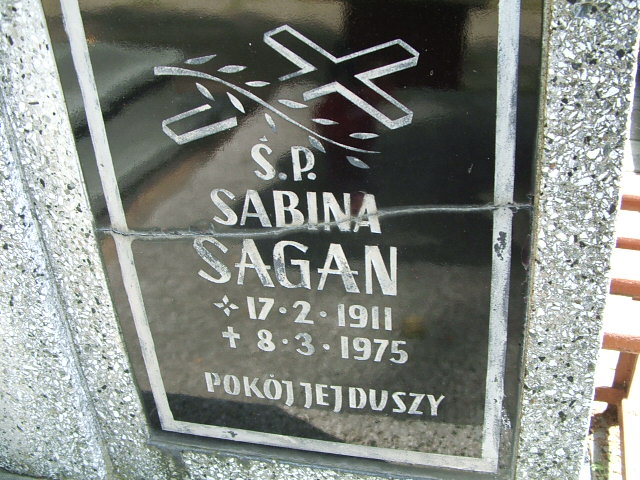 Ś.P.
SABINA
SAGAN
✧ 17·2·1911
✝ 8·3·1975
POKÓJ JEJ DUSZY